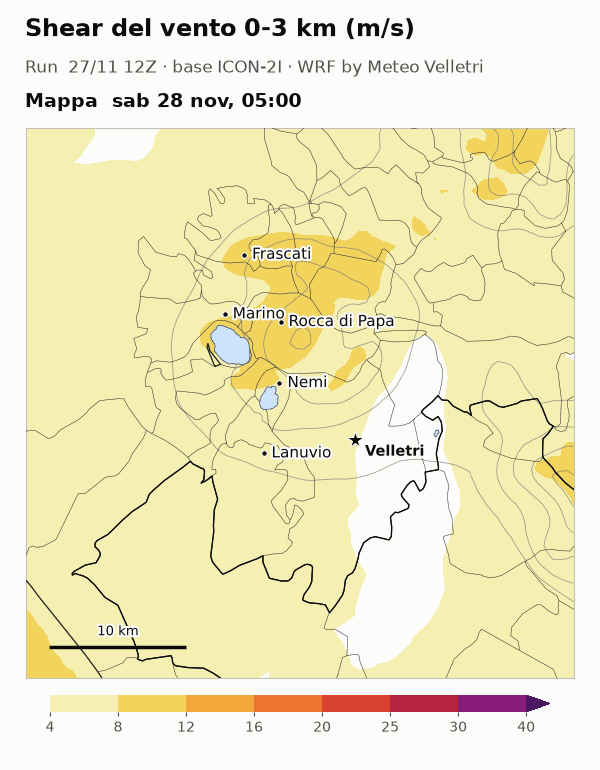 Shear del vento 0-3 km (m/s)
Run  27/11 12Z · base ICON-2I · WRF by Meteo Velletri
Mappa  sab 28 nov, 05:00
Frascati
Marino
Rocca di Papa
Nemi
Velletri
Lanuvio
10 km
4 8 12 16 20 25 30 40